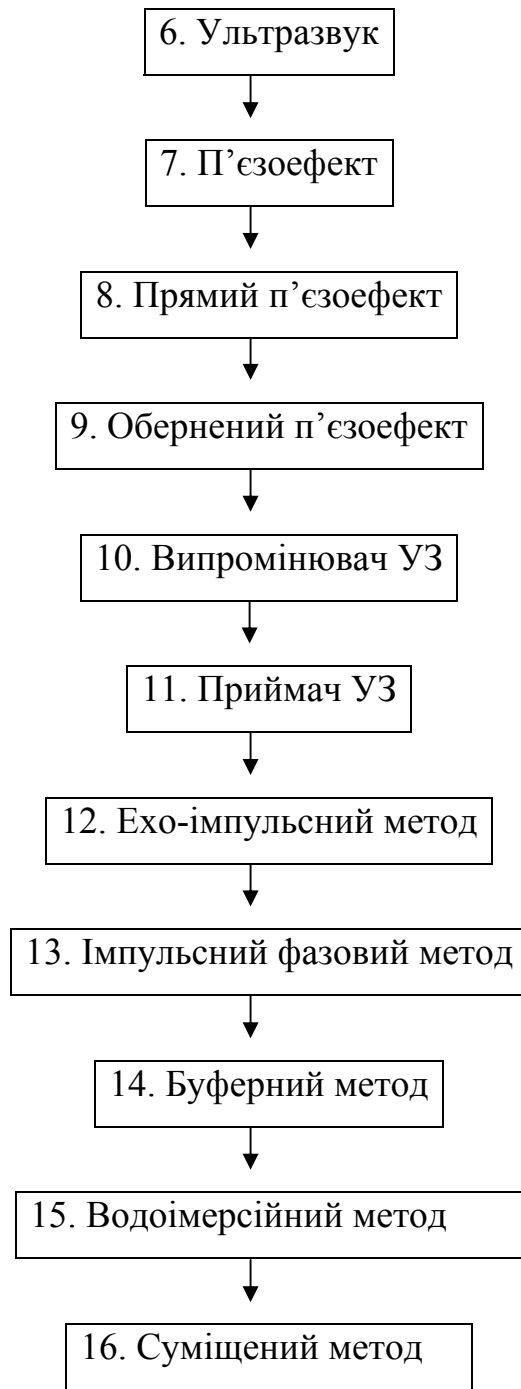 6. Ультразвук
7. П’єзоефект
8. Прямий п’єзоефект
9. Обернений п’єзоефект
10. Випромінювач УЗ
11. Приймач УЗ
12. Ехо-імпульсний метод
13. Імпульсний фазовий метод
14. Буферний метод
15. Водоімерсійний метод
16. Суміщений метод